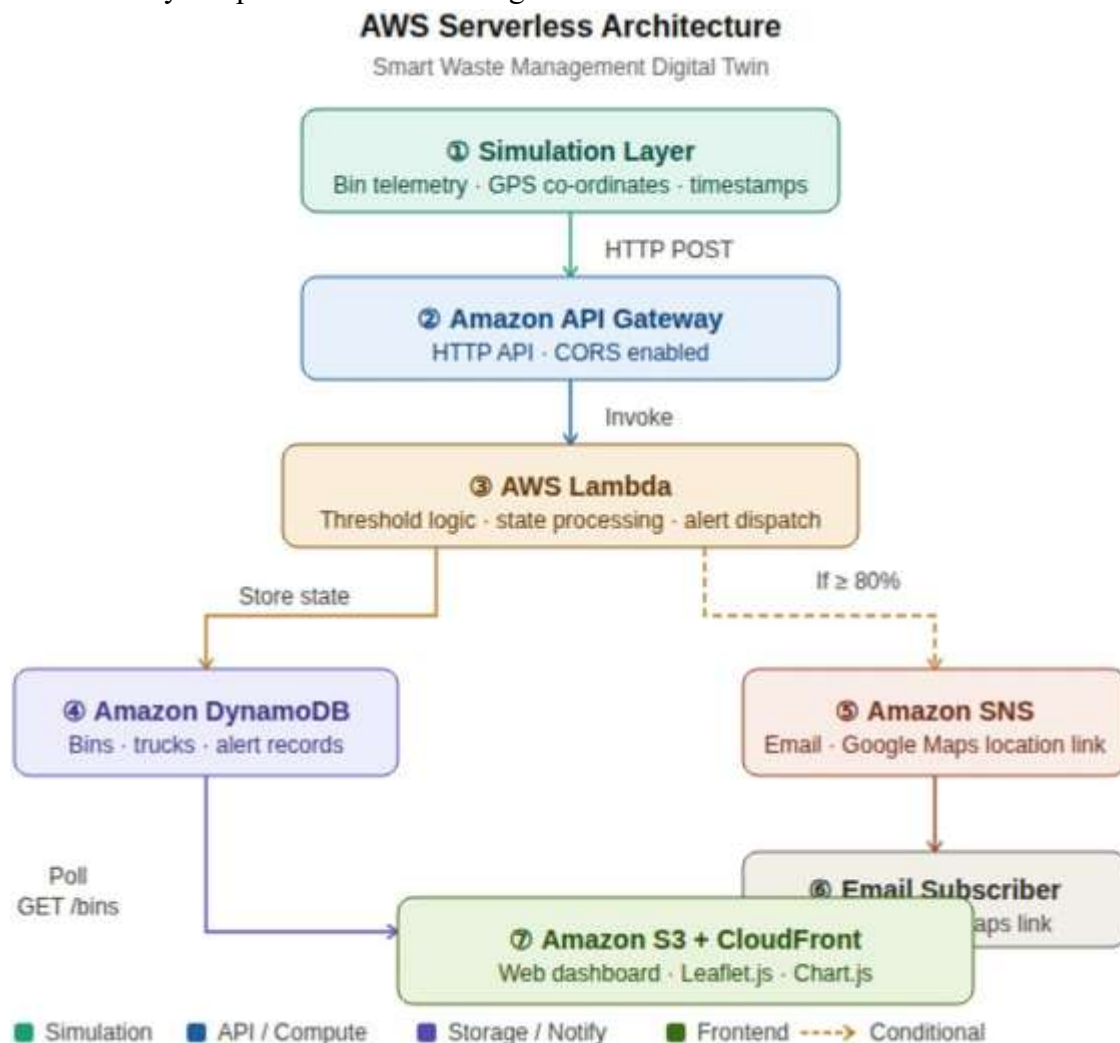 AWS Serverless Architecture
Smart Waste Management Digital Twin
① Simulation Layer
Bin telemetry · GPS co-ordinates · timestamps
HTTP POST
② Amazon API Gateway
HTTP API · CORS enabled
Invoke
③ AWS Lambda
Threshold logic · state processing · alert dispatch
Store state
If ≥ 80%
④ Amazon DynamoDB
Bins · trucks · alert records
⑤ Amazon SNS
Email · Google Maps location link
Poll
GET /bins
⑥ Email Subscriber
aps link
⑦ Amazon S3 + CloudFront
Web dashboard · Leaflet.js · Chart.js
Simulation
API / Compute
Storage / Notify
Frontend
Conditional